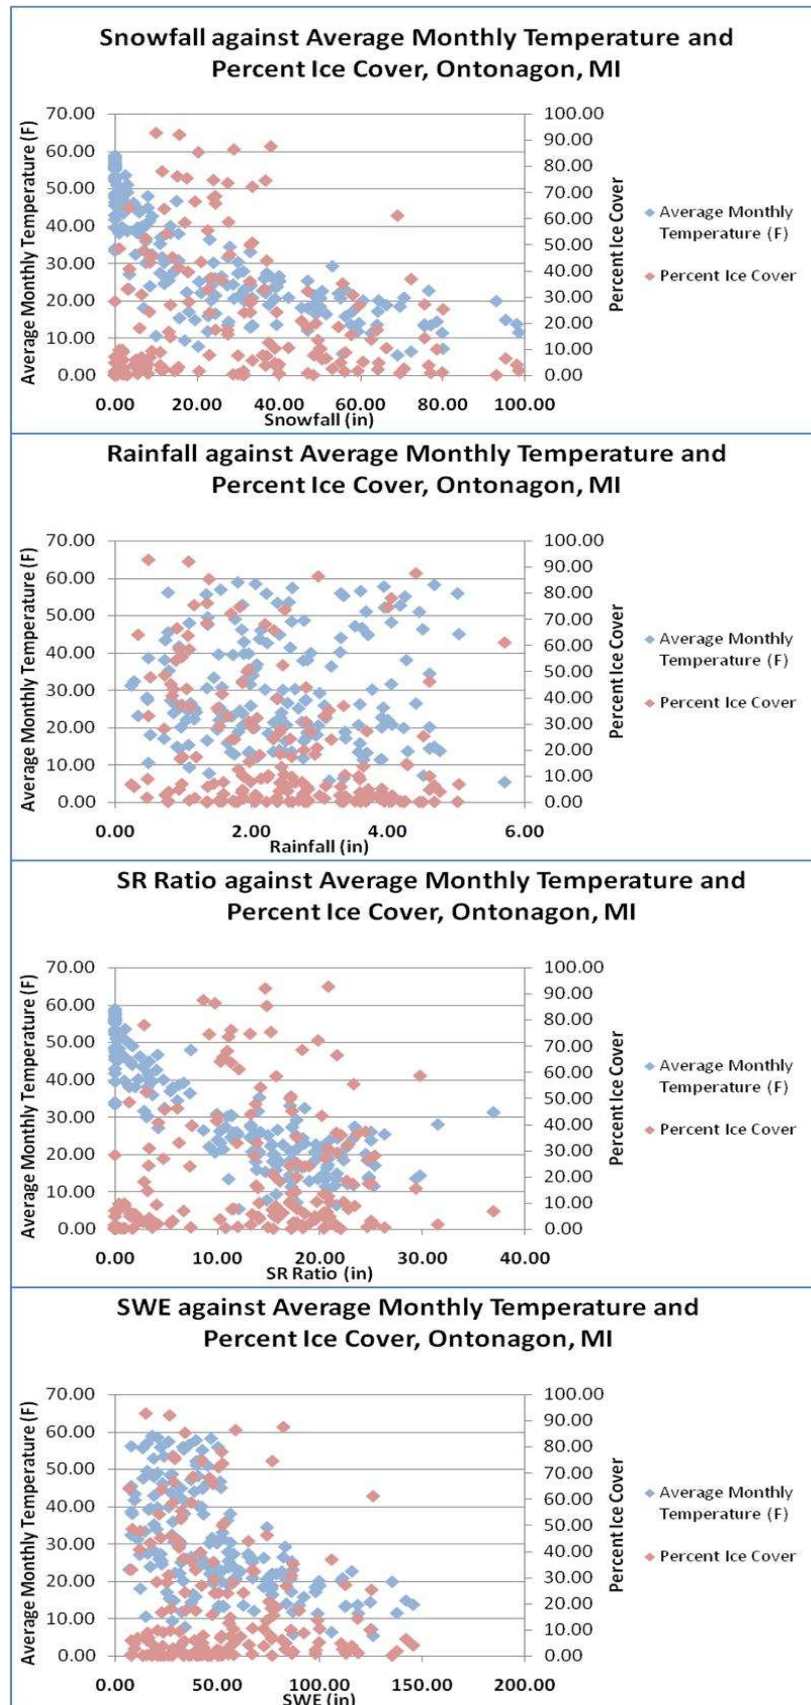 Snowfall against Average Monthly Temperature and
Percent Ice Cover, Ontonagon, MI
Average Monthly Temperature (F)
70.00
60.00
50.00
40.00
30.00
20.00
10.00
0.00
100.00
90.00
80.00
70.00
60.00
50.00
40.00
30.00
20.00
10.00
0.00
Percent Ice Cover
0.00 20.00 40.00 60.00 80.00 100.00
Snowfall (in)
Average Monthly
Temperature (F)
Percent Ice Cover
Rainfall against Average Monthly Temperature and
Percent Ice Cover, Ontonagon, MI
Average Monthly Temperature (F)
70.00
60.00
50.00
40.00
30.00
20.00
10.00
0.00
100.00
90.00
80.00
70.00
60.00
50.00
40.00
30.00
20.00
10.00
0.00
Percent Ice Cover
0.00 2.00 4.00 6.00
Rainfall (in)
Average Monthly
Temperature (F)
Percent Ice Cover
SR Ratio against Average Monthly Temperature and
Percent Ice Cover, Ontonagon, MI
Average Monthly Temperature (F)
70.00
60.00
50.00
40.00
30.00
20.00
10.00
0.00
100.00
90.00
80.00
70.00
60.00
50.00
40.00
30.00
20.00
10.00
0.00
Percent Ice Cover
0.00 10.00 20.00 30.00 40.00
SR Ratio (in)
Average Monthly
Temperature (F)
Percent Ice Cover
SWE against Average Monthly Temperature and
Percent Ice Cover, Ontonagon, MI
Average Monthly Temperature (F)
70.00
60.00
50.00
40.00
30.00
20.00
10.00
0.00
100.00
90.00
80.00
70.00
60.00
50.00
40.00
30.00
20.00
10.00
0.00
Percent Ice Cover
0.00 50.00 100.00 150.00 200.00
SWE (in)
Average Monthly
Temperature (F)
Percent Ice Cover